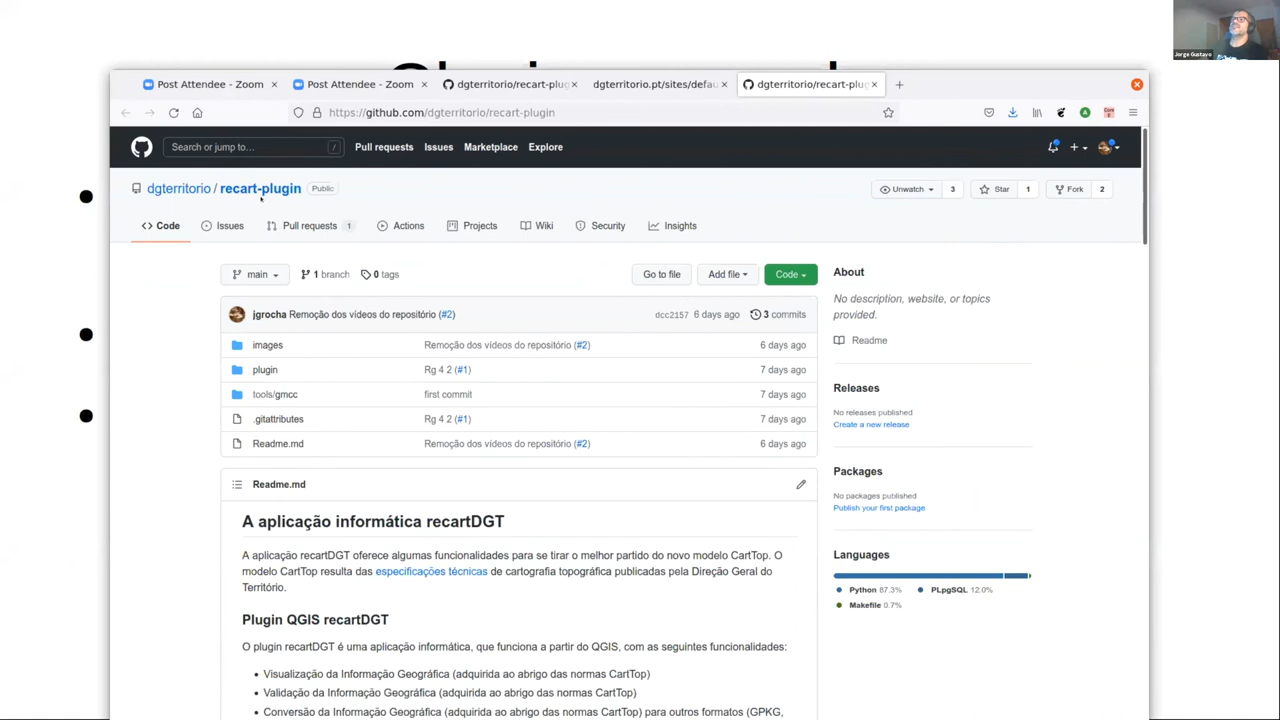 Jorge Gustavo
Post Attendee - Zoom
Post Attendee - Zoom
dgterritorio/recart-plug
dgterritorio.pt/sites/defau
dgterritorio/recart-plug
https://github.com/dgterritorio/recart-plugin
Search or jump to...
/
Pull requests
Issues
Marketplace
Explore
dgterritorio / recart-plugin
Public
Unwatch
3
Star
1
Fork
2
Code
Issues
Pull requests 1
Actions
Projects
Wiki
Security
Insights
main
1 branch
0 tags
Go to file
Add file
Code
jgrocha Remoção dos vídeos do repositório (#2)
dcc2157 6 days ago
3 commits
images Remoção dos vídeos do repositório (#2) 6 days ago
plugin Rg 4 2 (#1) 7 days ago
tools/gmcc first commit 7 days ago
.gitattributes Rg 4 2 (#1) 7 days ago
Readme.md Remoção dos vídeos do repositório (#2) 6 days ago
Readme.md
A aplicação informática recartDGT
A aplicação recartDGT oferece algumas funcionalidades para se tirar o melhor partido do novo modelo CartTop. O
modelo CartTop resulta das especificações técnicas de cartografia topográfica publicadas pela Direção Geral do
Território.
Plugin QGIS recartDGT
O plugin recartDGT é uma aplicação informática, que funciona a partir do QGIS, com as seguintes funcionalidades:
• Visualização da Informação Geográfica (adquirida ao abrigo das normas CartTop)
• Validação da Informação Geográfica (adquirida ao abrigo das normas CartTop)
• Conversão da Informação Geográfica (adquirida ao abrigo das normas CartTop) para outros formatos (GPKG,
About
No description, website, or topics
provided.
Readme
Releases
No releases published
Create a new release
Packages
No packages published
Publish your first package
Languages
Python 87.3%
PLpgSQL 12.0%
Makefile 0.7%